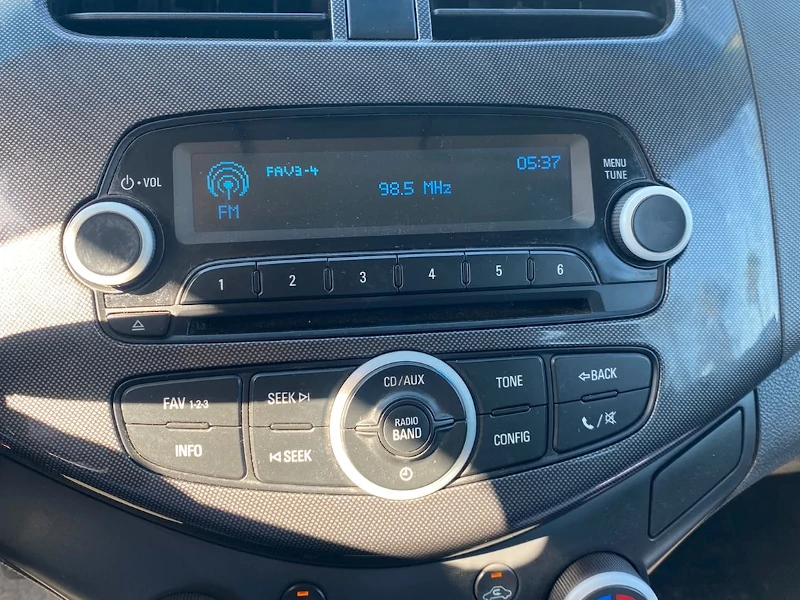 FAV3-4
05:37
98.5 MHz
FM
VOL
MENU
TUNE
1 2 3 4 5 6
FAV 1-2-3
INFO
SEEK
SEEK
CD/AUX
RADIO
BAND
TONE
CONFIG
BACK